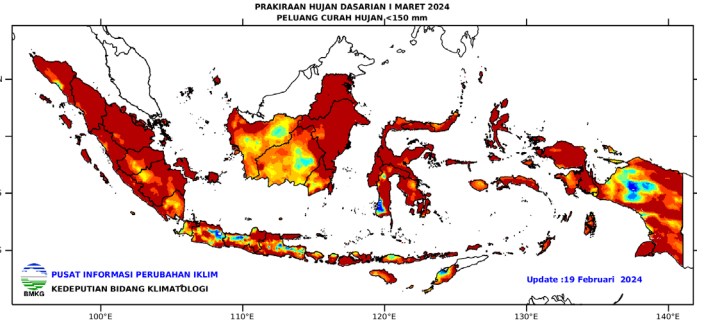 PRAKIRAAN HUJAN DASARIAN I MARET 2024
PELUANG CURAH HUJAN <150 mm
N
S
S
PUSAT INFORMASI PERUBAHAN IKLIM
KEDEPUTIAN BIDANG KLIMATOLOGI
BMKG
Update :19 Februari 2024
100°E 110°E 120°E 130°E 140°E